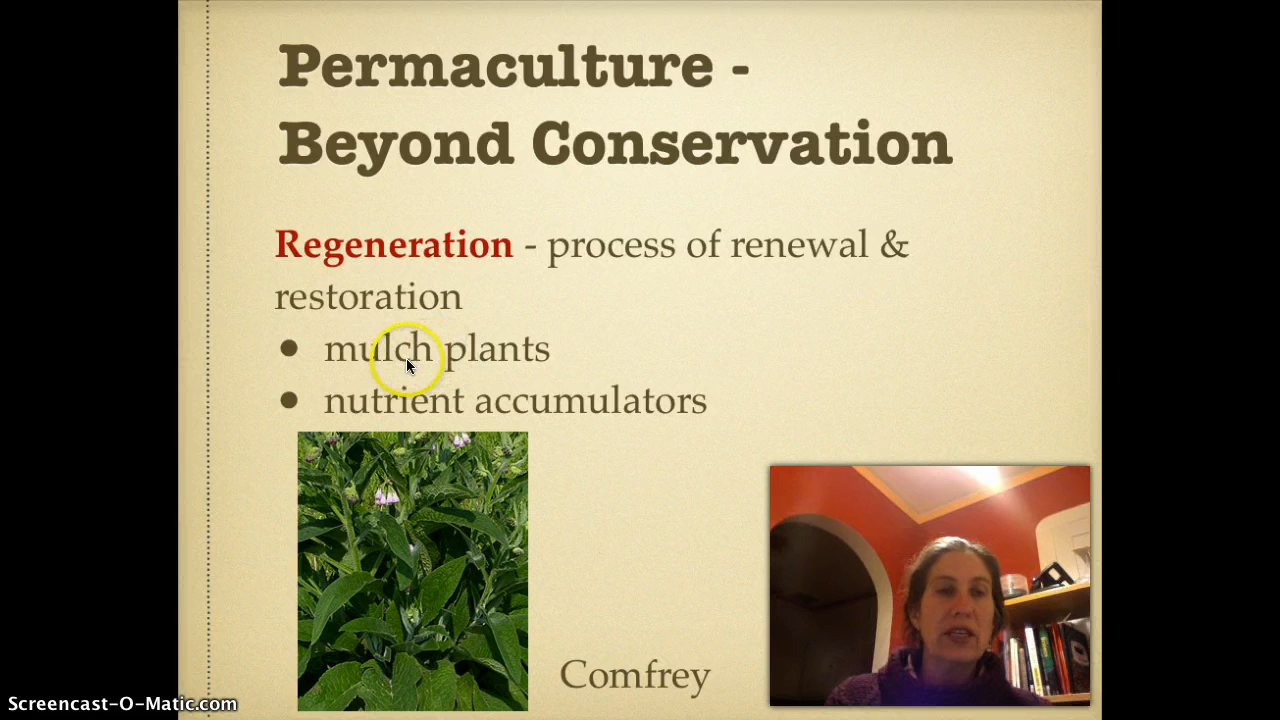 Permaculture -
Beyond Conservation
Regeneration - process of renewal &
restoration
● mulch plants
● nutrient accumulators
Comfrey
Screencast-O-Matic.com